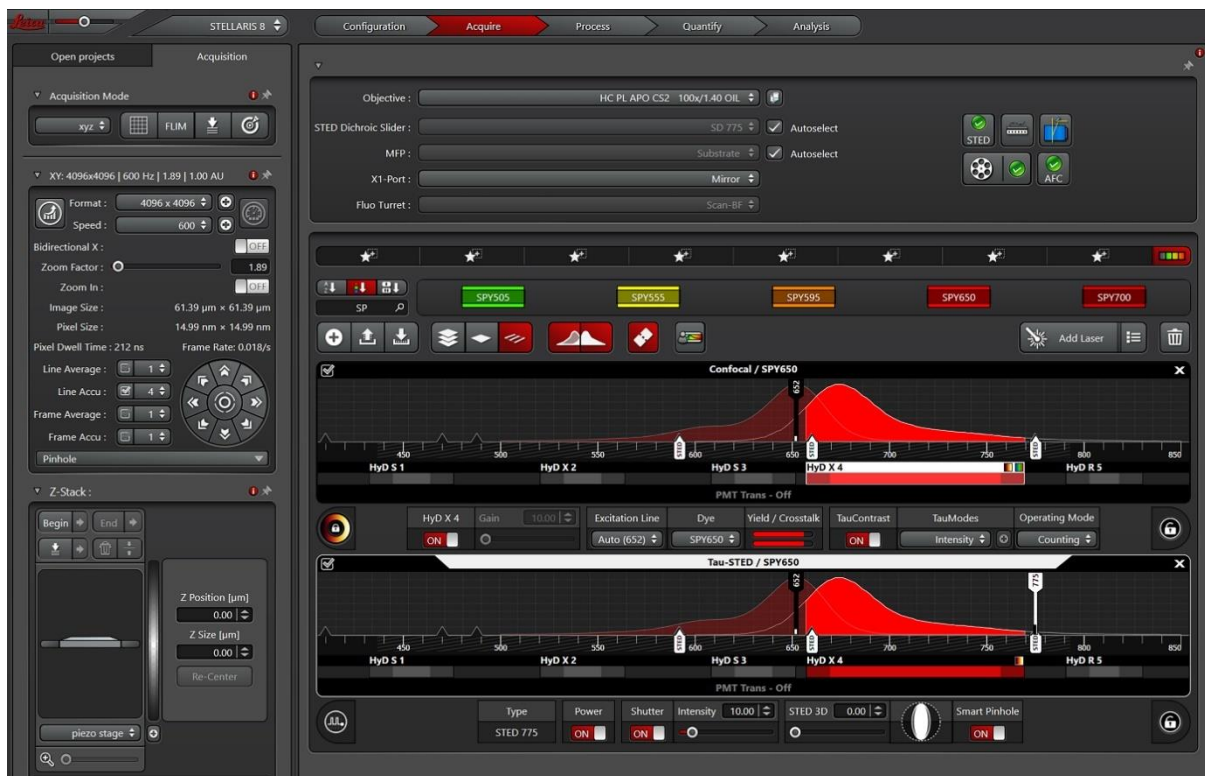 Leica
STELLARIS 8
Configuration
Acquire
Process
Quantify
Analysis
Open projects
Acquisition
Acquisition Mode
xyz
FLIM
XY: 4096x4096 | 600 Hz | 1.89 | 1.00 AU
Format : 4096 x 4096
Speed : 600
Bidirectional X : OFF
Zoom Factor : 1.89
Zoom In : OFF
Image Size : 61.39 µm × 61.39 µm
Pixel Size : 14.99 nm × 14.99 nm
Pixel Dwell Time : 212 ns Frame Rate: 0.018/s
Line Average : 1
Line Accu : 4
Frame Average : 1
Frame Accu : 1
Pinhole
Z-Stack :
Begin
End
Z Position [µm]
0.00
Z Size [µm]
0.00
Re-Center
piezo stage
Objective : HC PL APO CS2 100x/1.40 OIL
STED Dichroic Slider : SD 775 Autoselect
MFP : Substrate Autoselect
X1-Port : Mirror
Fluo Turret : Scan-BF
STED
AFC
SP
SPY505
SPY555
SPY595
SPY650
SPY700
Add Laser
Confocal / SPY650
652
STED STED STED
450 500 550 600 650 700 750 800 850
HyD S 1 HyD X 2 HyD S 3 HyD X 4 HyD R 5
PMT Trans - Off
HyD X 4 Gain 10.00 Excitation Line Dye Yield / Crosstalk TauContrast TauModes Operating Mode
ON Auto (652) SPY650 ON Intensity Counting
Tau-STED / SPY650
652 775
STED STED STED
450 500 550 600 650 700 750 800 850
HyD S 1 HyD X 2 HyD S 3 HyD X 4 HyD R 5
PMT Trans - Off
Type Power Shutter Intensity 10.00 STED 3D 0.00 Smart Pinhole
STED 775 ON ON ON